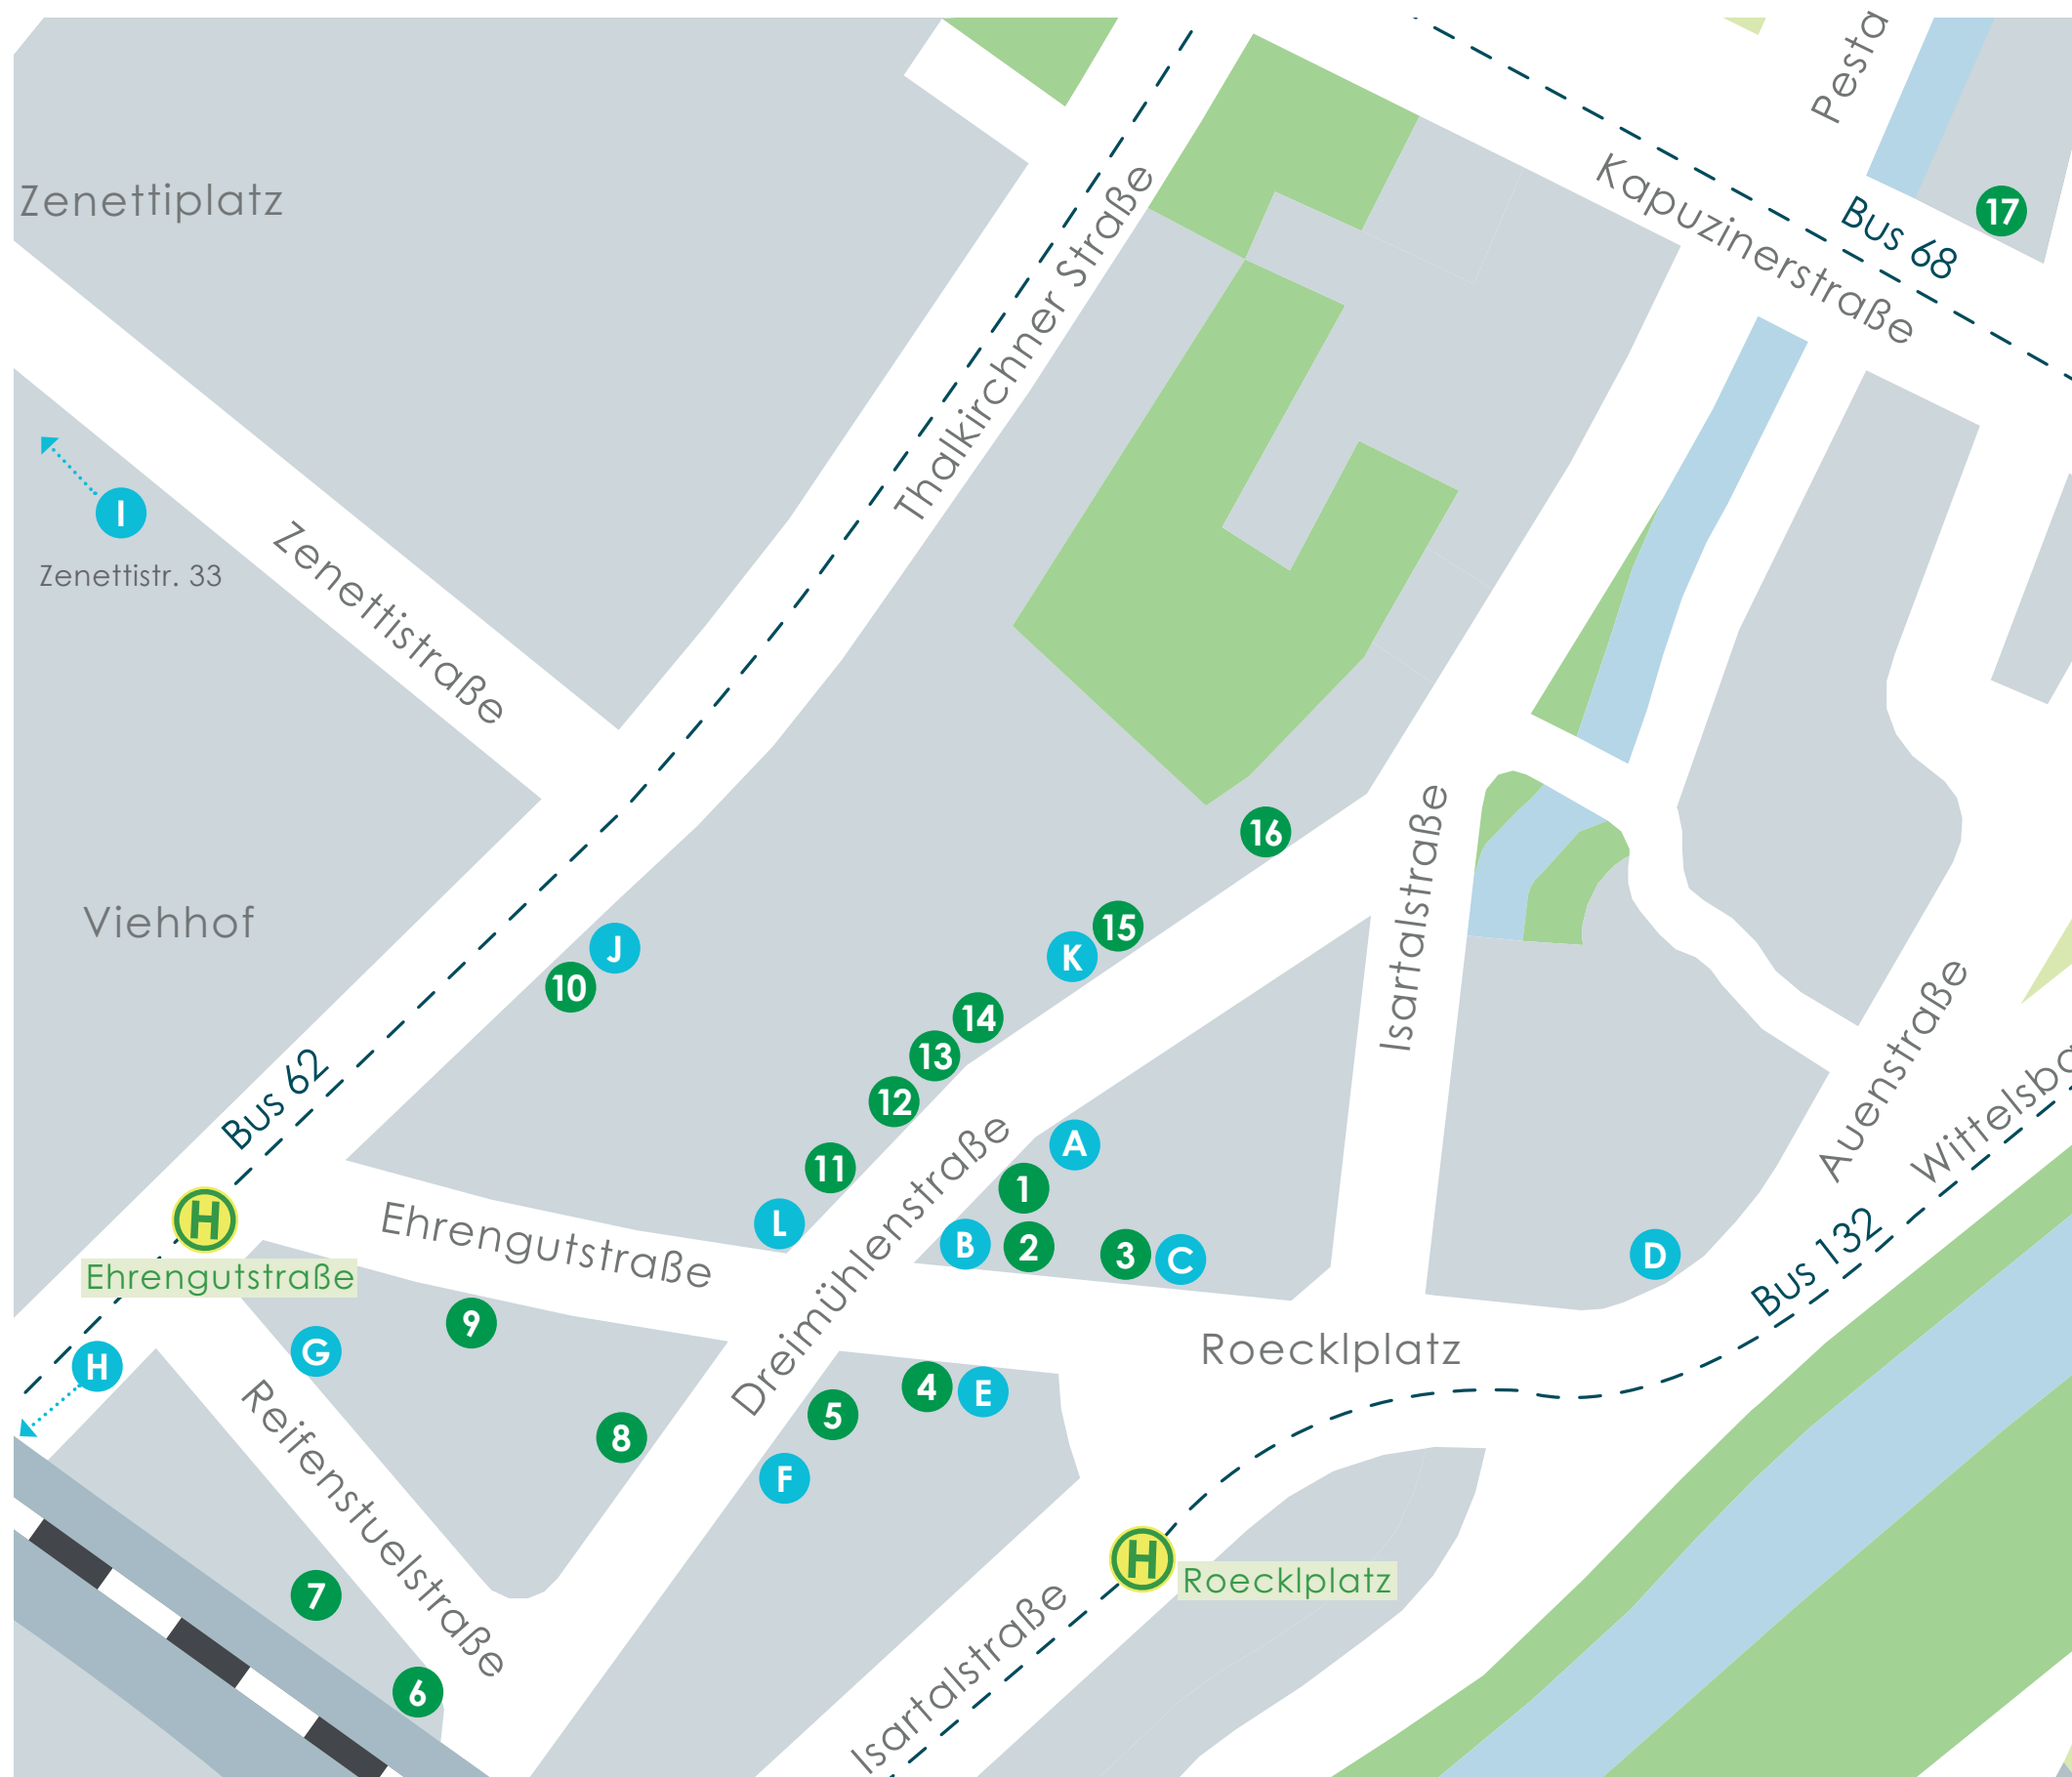 Pesta
Zenettiplatz
Kapuzinerstraße
Bus 68
17
Thalkirchner Straße
I
Zenettistr. 33
Zenettistraße
16
Isartalstraße
Viehhof
15
K
J
10
14
13
12
Bus 62
Auenstraße
Wittelsba
11
A
1
L
H
Ehrengutstraße
Ehrengutstraße
B
2
3
C
D
Bus 132
Dreimühlenstraße
9
G
H
Roecklplatz
4
E
5
8
F
Reifenstuelstraße
H
Roecklplatz
7
6
Isartalstraße